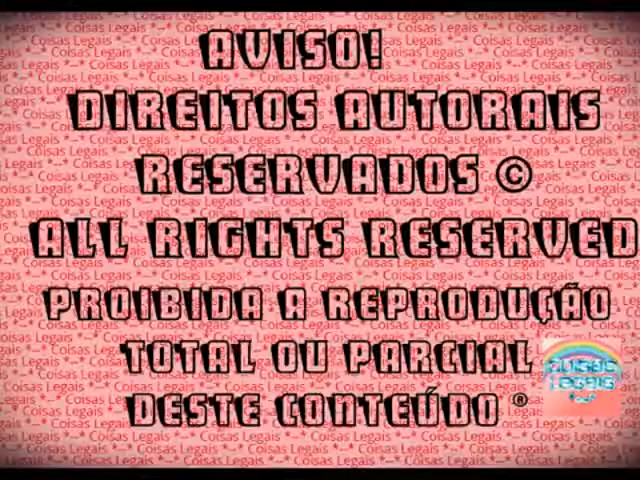 AVISO!
DIREITOS AUTORAIS
RESERVADOS ©
ALL RIGHTS RESERVED
PROIBIDA A REPRODUÇÃO
TOTAL OU PARCIAL
DESTE CONTEÚDO ®
Coisas Legais
*--*